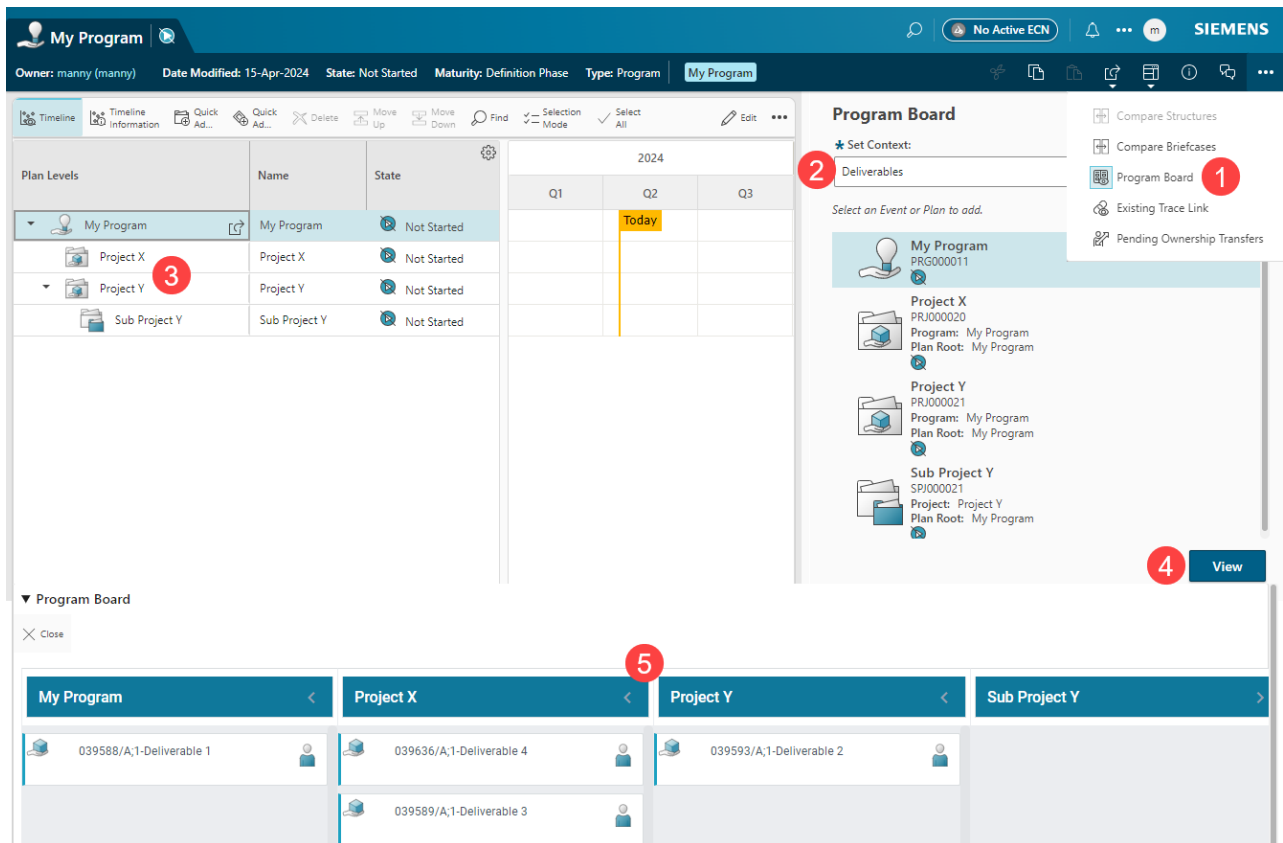 My Program
No Active ECN
m
SIEMENS
Owner: manny (manny) Date Modified: 15-Apr-2024 State: Not Started Maturity: Definition Phase Type: Program My Program
Timeline
Timeline Information
Quick Ad...
Quick Ad...
Delete
Move Up
Move Down
Find
Selection Mode
Select All
Edit
Plan Levels Name State
2024
Q1 Q2 Q3
Today
My Program My Program Not Started
Project X Project X Not Started
3
Project Y Project Y Not Started
Sub Project Y Sub Project Y Not Started
Program Board
Set Context:
2
Deliverables
Select an Event or Plan to add.
Compare Structures
Compare Briefcases
Program Board
1
Existing Trace Link
Pending Ownership Transfers
My Program
PRG000011
Project X
PRJ000020
Program: My Program
Plan Root: My Program
Project Y
PRJ000021
Program: My Program
Plan Root: My Program
Sub Project Y
SPJ000021
Project: Project Y
Plan Root: My Program
4
View
Program Board
Close
5
My Program Project X Project Y Sub Project Y
039588/A;1-Deliverable 1 039636/A;1-Deliverable 4 039593/A;1-Deliverable 2
039589/A;1-Deliverable 3